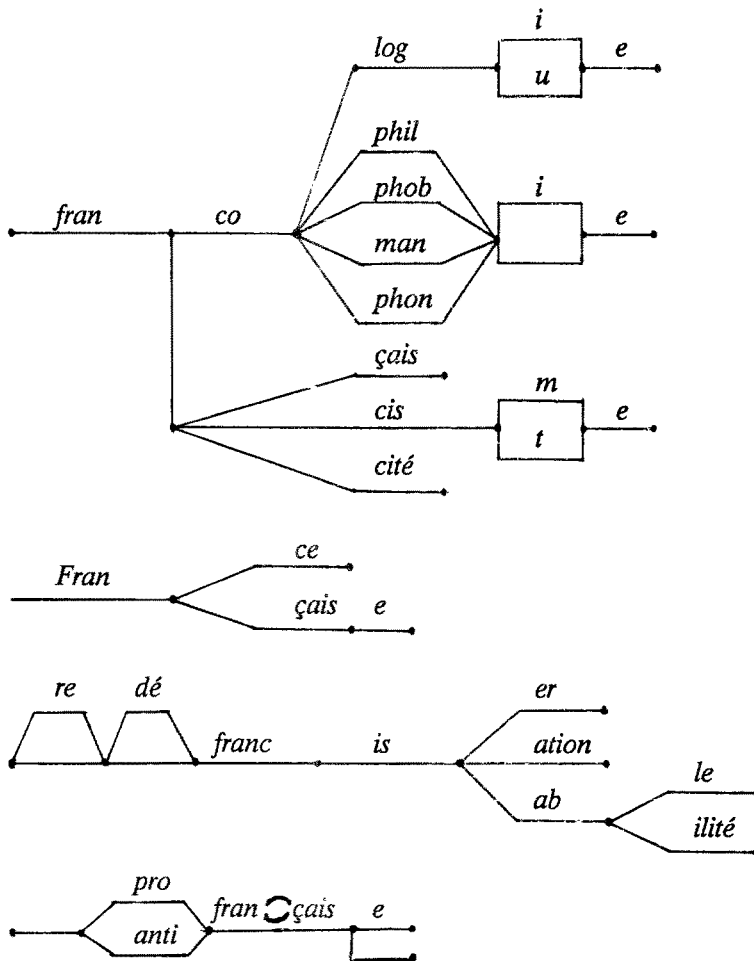 i
log u e
phil
phob i
fran co e
man
phon
çais
m
cis e
t
cité
ce
Fran
çais e
re dé er
franc is ation
ab le
ilité
pro
fran çais e
anti